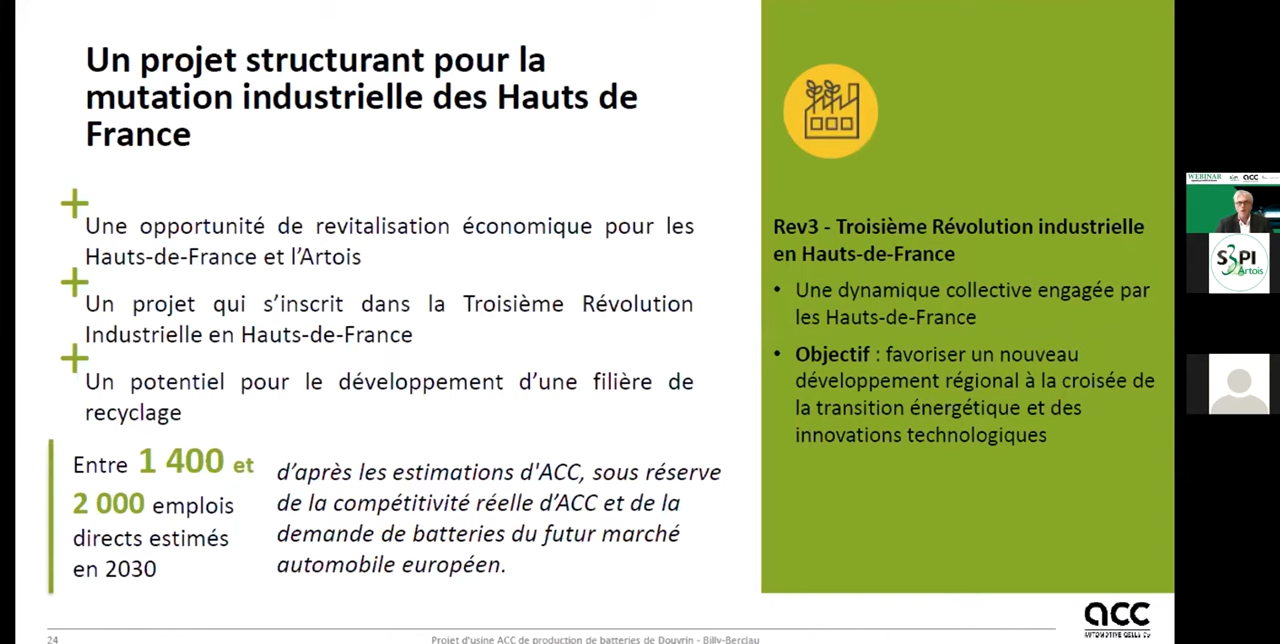 Un projet structurant pour la
mutation industrielle des Hauts de
France
Une opportunité de revitalisation économique pour les
Hauts-de-France et l’Artois
Un projet qui s’inscrit dans la Troisième Révolution
Industrielle en Hauts-de-France
Un potentiel pour le développement d’une filière de
recyclage
Entre 1 400 et
2 000 emplois
directs estimés
en 2030
d’après les estimations d'ACC, sous réserve
de la compétitivité réelle d’ACC et de la
demande de batteries du futur marché
automobile européen.
Rev3 - Troisième Révolution industrielle
en Hauts-de-France
• Une dynamique collective engagée par
les Hauts-de-France
• Objectif : favoriser un nouveau
développement régional à la croisée de
la transition énergétique et des
innovations technologiques
acc
AUTOMOTIVE CELLS CO
24
Projet d'usine ACC de production de batteries de Douvrin - Billy-Berclau
WEBINAR
acc
S3PI
Artois